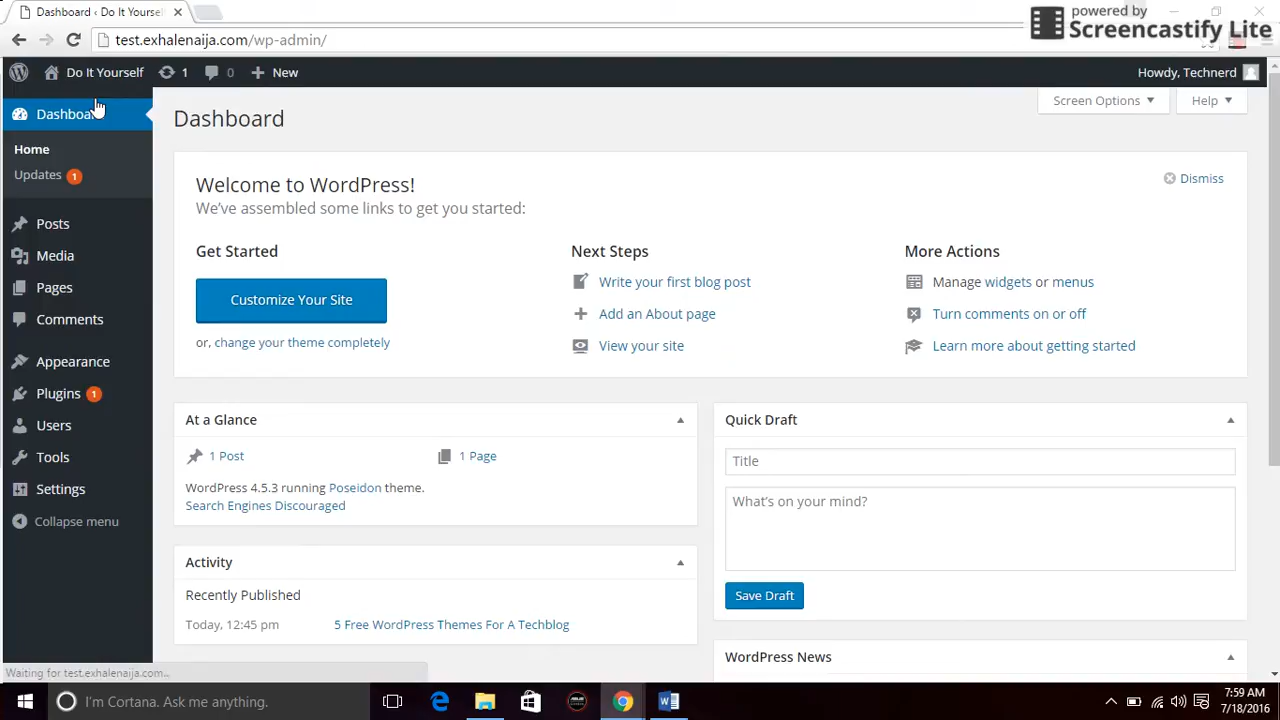 Dashboard ‹ Do It Yoursel
powered by
Screencastify Lite
test.exhalenaija.com/wp-admin/
Do It Yourself 1 0 New Howdy, Technerd
Dashboard
Home
Updates 1
Posts
Media
Pages
Comments
Appearance
Plugins 1
Users
Tools
Settings
Collapse menu
Screen Options Help
Dashboard
Welcome to WordPress!
Dismiss
We've assembled some links to get you started:
Get Started
Customize Your Site
or, change your theme completely
Next Steps
Write your first blog post
Add an About page
View your site
More Actions
Manage widgets or menus
Turn comments on or off
Learn more about getting started
At a Glance
1 Post 1 Page
WordPress 4.5.3 running Poseidon theme.
Search Engines Discouraged
Activity
Recently Published
Today, 12:45 pm 5 Free WordPress Themes For A Techblog
Quick Draft
Title
What's on your mind?
Save Draft
WordPress News
Waiting for test.exhalenaija.com...
I'm Cortana. Ask me anything.
7:59 AM
7/18/2016